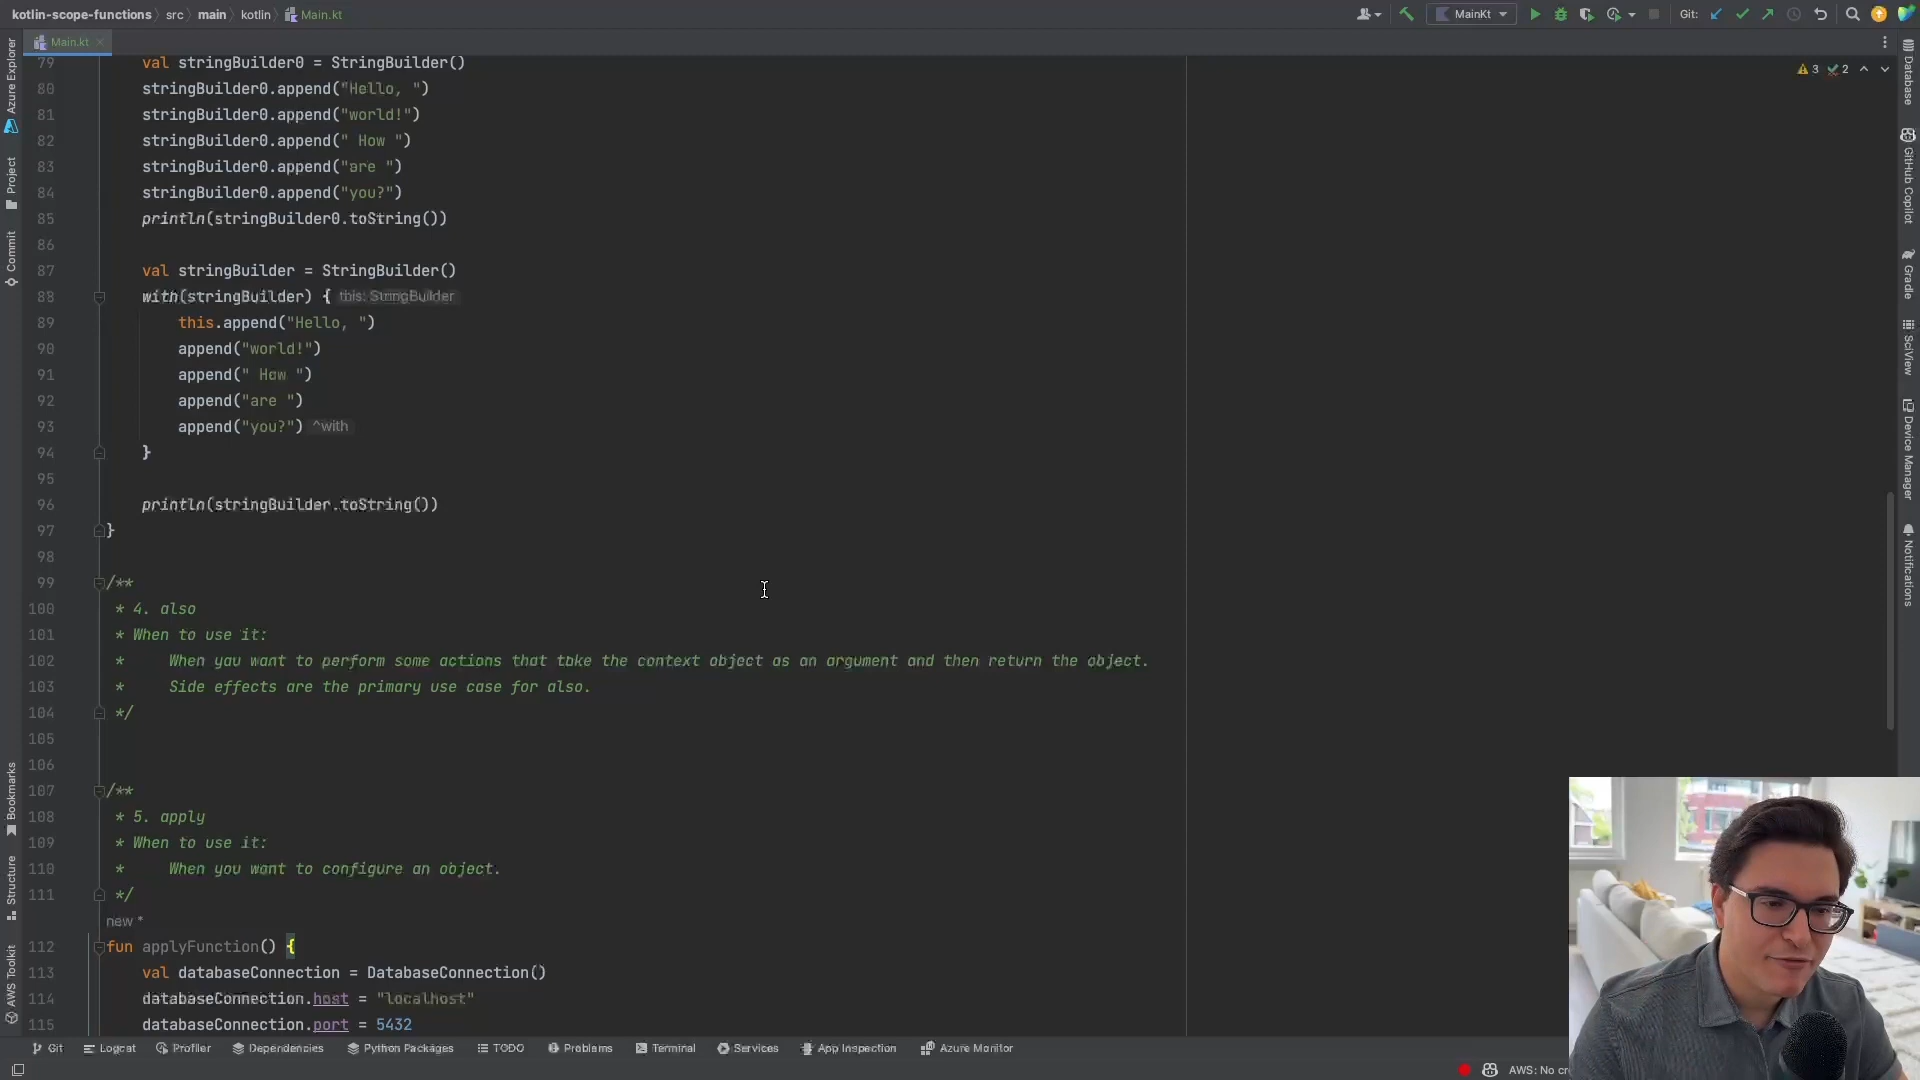 kotlin-scope-functions src main kotlin Main.kt
MainKt
Git:
Main.kt
3 2
79 val stringBuilder0 = StringBuilder()
80 stringBuilder0.append("Hello, ")
81 stringBuilder0.append("world!")
82 stringBuilder0.append(" How ")
83 stringBuilder0.append("are ")
84 stringBuilder0.append("you?")
85 println(stringBuilder0.toString())
86
87 val stringBuilder = StringBuilder()
88 with(stringBuilder) { this: StringBuilder
89 this.append("Hello, ")
90 append("world!")
91 append(" How ")
92 append("are ")
93 append("you?") ^with
94 }
95
96 println(stringBuilder.toString())
97 }
98
99 /**
100 * 4. also
101 * When to use it:
102 * When you want to perform some actions that take the context object as an argument and then return the object.
103 * Side effects are the primary use case for also.
104 */
105
106
107 /**
108 * 5. apply
109 * When to use it:
110 * When you want to configure an object.
111 */
new *
112 fun applyFunction() {
113 val databaseConnection = DatabaseConnection()
114 databaseConnection.host = "localhost"
115 databaseConnection.port = 5432
Azure Explorer
Project
Commit
Bookmarks
Structure
AWS Toolkit
Database
GitHub Copilot
Gradle
SciView
Device Manager
Notifications
Git Logcat Profiler Dependencies Python Packages TODO Problems Terminal Services App Inspection Azure Monitor
AWS: No